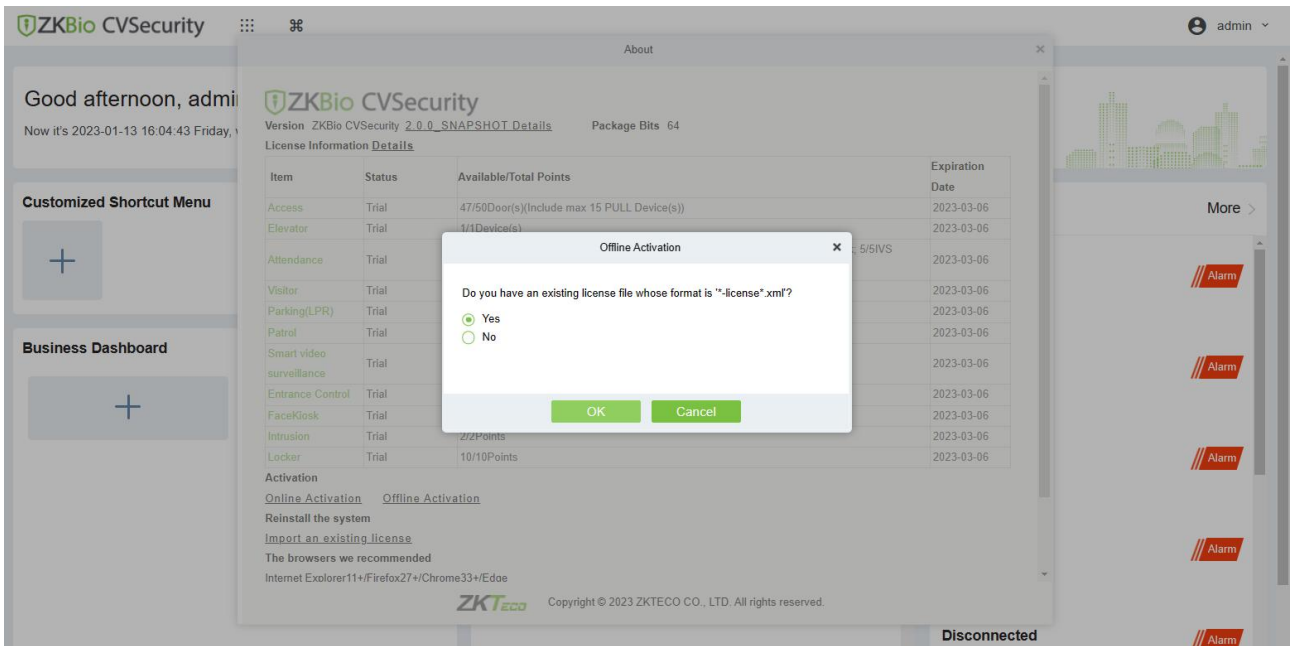 ZKBio CVSecurity
admin
About
Good afternoon, admi
Now it's 2023-01-13 16:04:43 Friday,
Customized Shortcut Menu
Business Dashboard
ZKBio CVSecurity
Version ZKBio CVSecurity 2.0.0_SNAPSHOT Details Package Bits 64
License Information Details
Item Status Available/Total Points Expiration Date
Access Trial 47/50Door(s)(Include max 15 PULL Device(s)) 2023-03-06
Elevator Trial 1/1Device(s) 2023-03-06
Attendance Trial 5/5IVS 2023-03-06
Visitor Trial 2023-03-06
Parking(LPR) Trial 2023-03-06
Patrol Trial 2023-03-06
Smart video surveillance Trial 2023-03-06
Entrance Control Trial 2023-03-06
FaceKiosk Trial 2023-03-06
Intrusion Trial 2/2Points 2023-03-06
Locker Trial 10/10Points 2023-03-06
Activation
Online Activation Offline Activation
Reinstall the system
Import an existing license
The browsers we recommended
Internet Explorer11+/Firefox27+/Chrome33+/Edge
ZKTeco Copyright © 2023 ZKTECO CO., LTD. All rights reserved.
Offline Activation
Do you have an existing license file whose format is '*-license*.xml'?
Yes
No
OK Cancel
More
Alarm
Alarm
Alarm
Alarm
Disconnected
Alarm